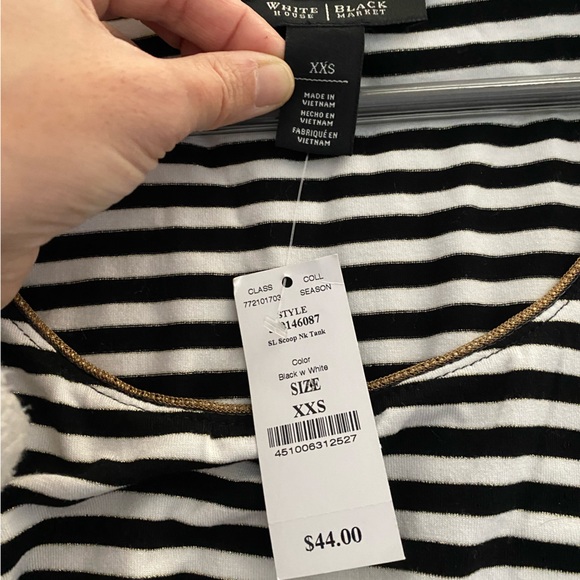 WHITE | BLACK
HOUSE | MARKET
XXS
MADE IN
VIETNAM
HECHO EN
VIETNAM
FABRIQUÉ EN
VIETNAM
CLASS COLL
772101703 SEASON
STYLE
146087
SL Scoop Nk Tank
Color
Black w White
SIZE
XXS
451006312527
$44.00